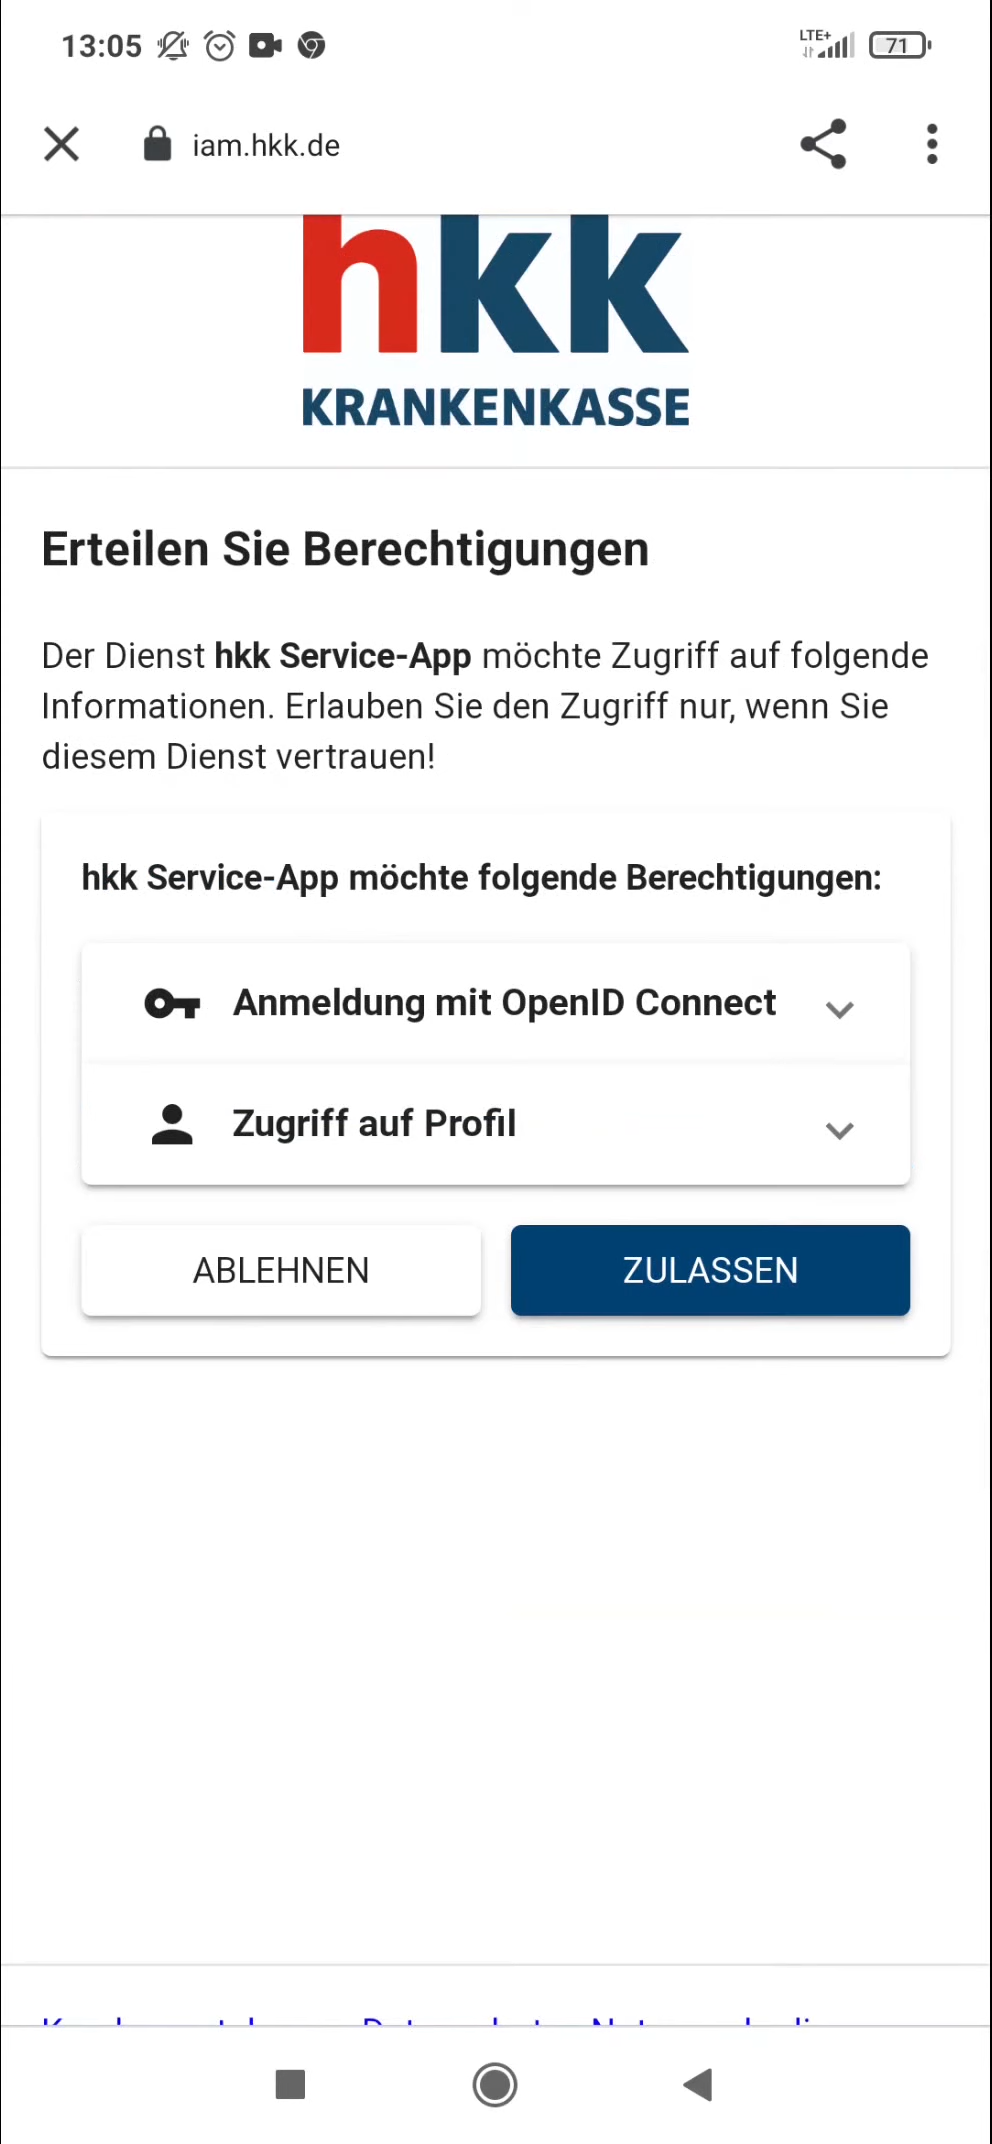 13:05
LTE+
71
iam.hkk.de
hkk
KRANKENKASSE
Erteilen Sie Berechtigungen
Der Dienst hkk Service-App möchte Zugriff auf folgende
Informationen. Erlauben Sie den Zugriff nur, wenn Sie
diesem Dienst vertrauen!
hkk Service-App möchte folgende Berechtigungen:
Anmeldung mit OpenID Connect
Zugriff auf Profil
ABLEHNEN
ZULASSEN